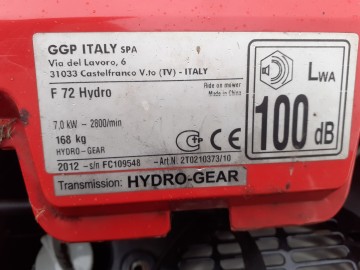 GGP ITALY SPA
Via del Lavoro, 6
31033 Castelfranco V.to (TV) - ITALY
F 72 Hydro
Ride on mower
Made in China
7,0 kW - 2800/min
168 kg
HYDRO-GEAR
2012 - s/n FC109548 - Art.N. 2T0210373/10
Transmission: HYDRO-GEAR
CE
LWA
100 dB